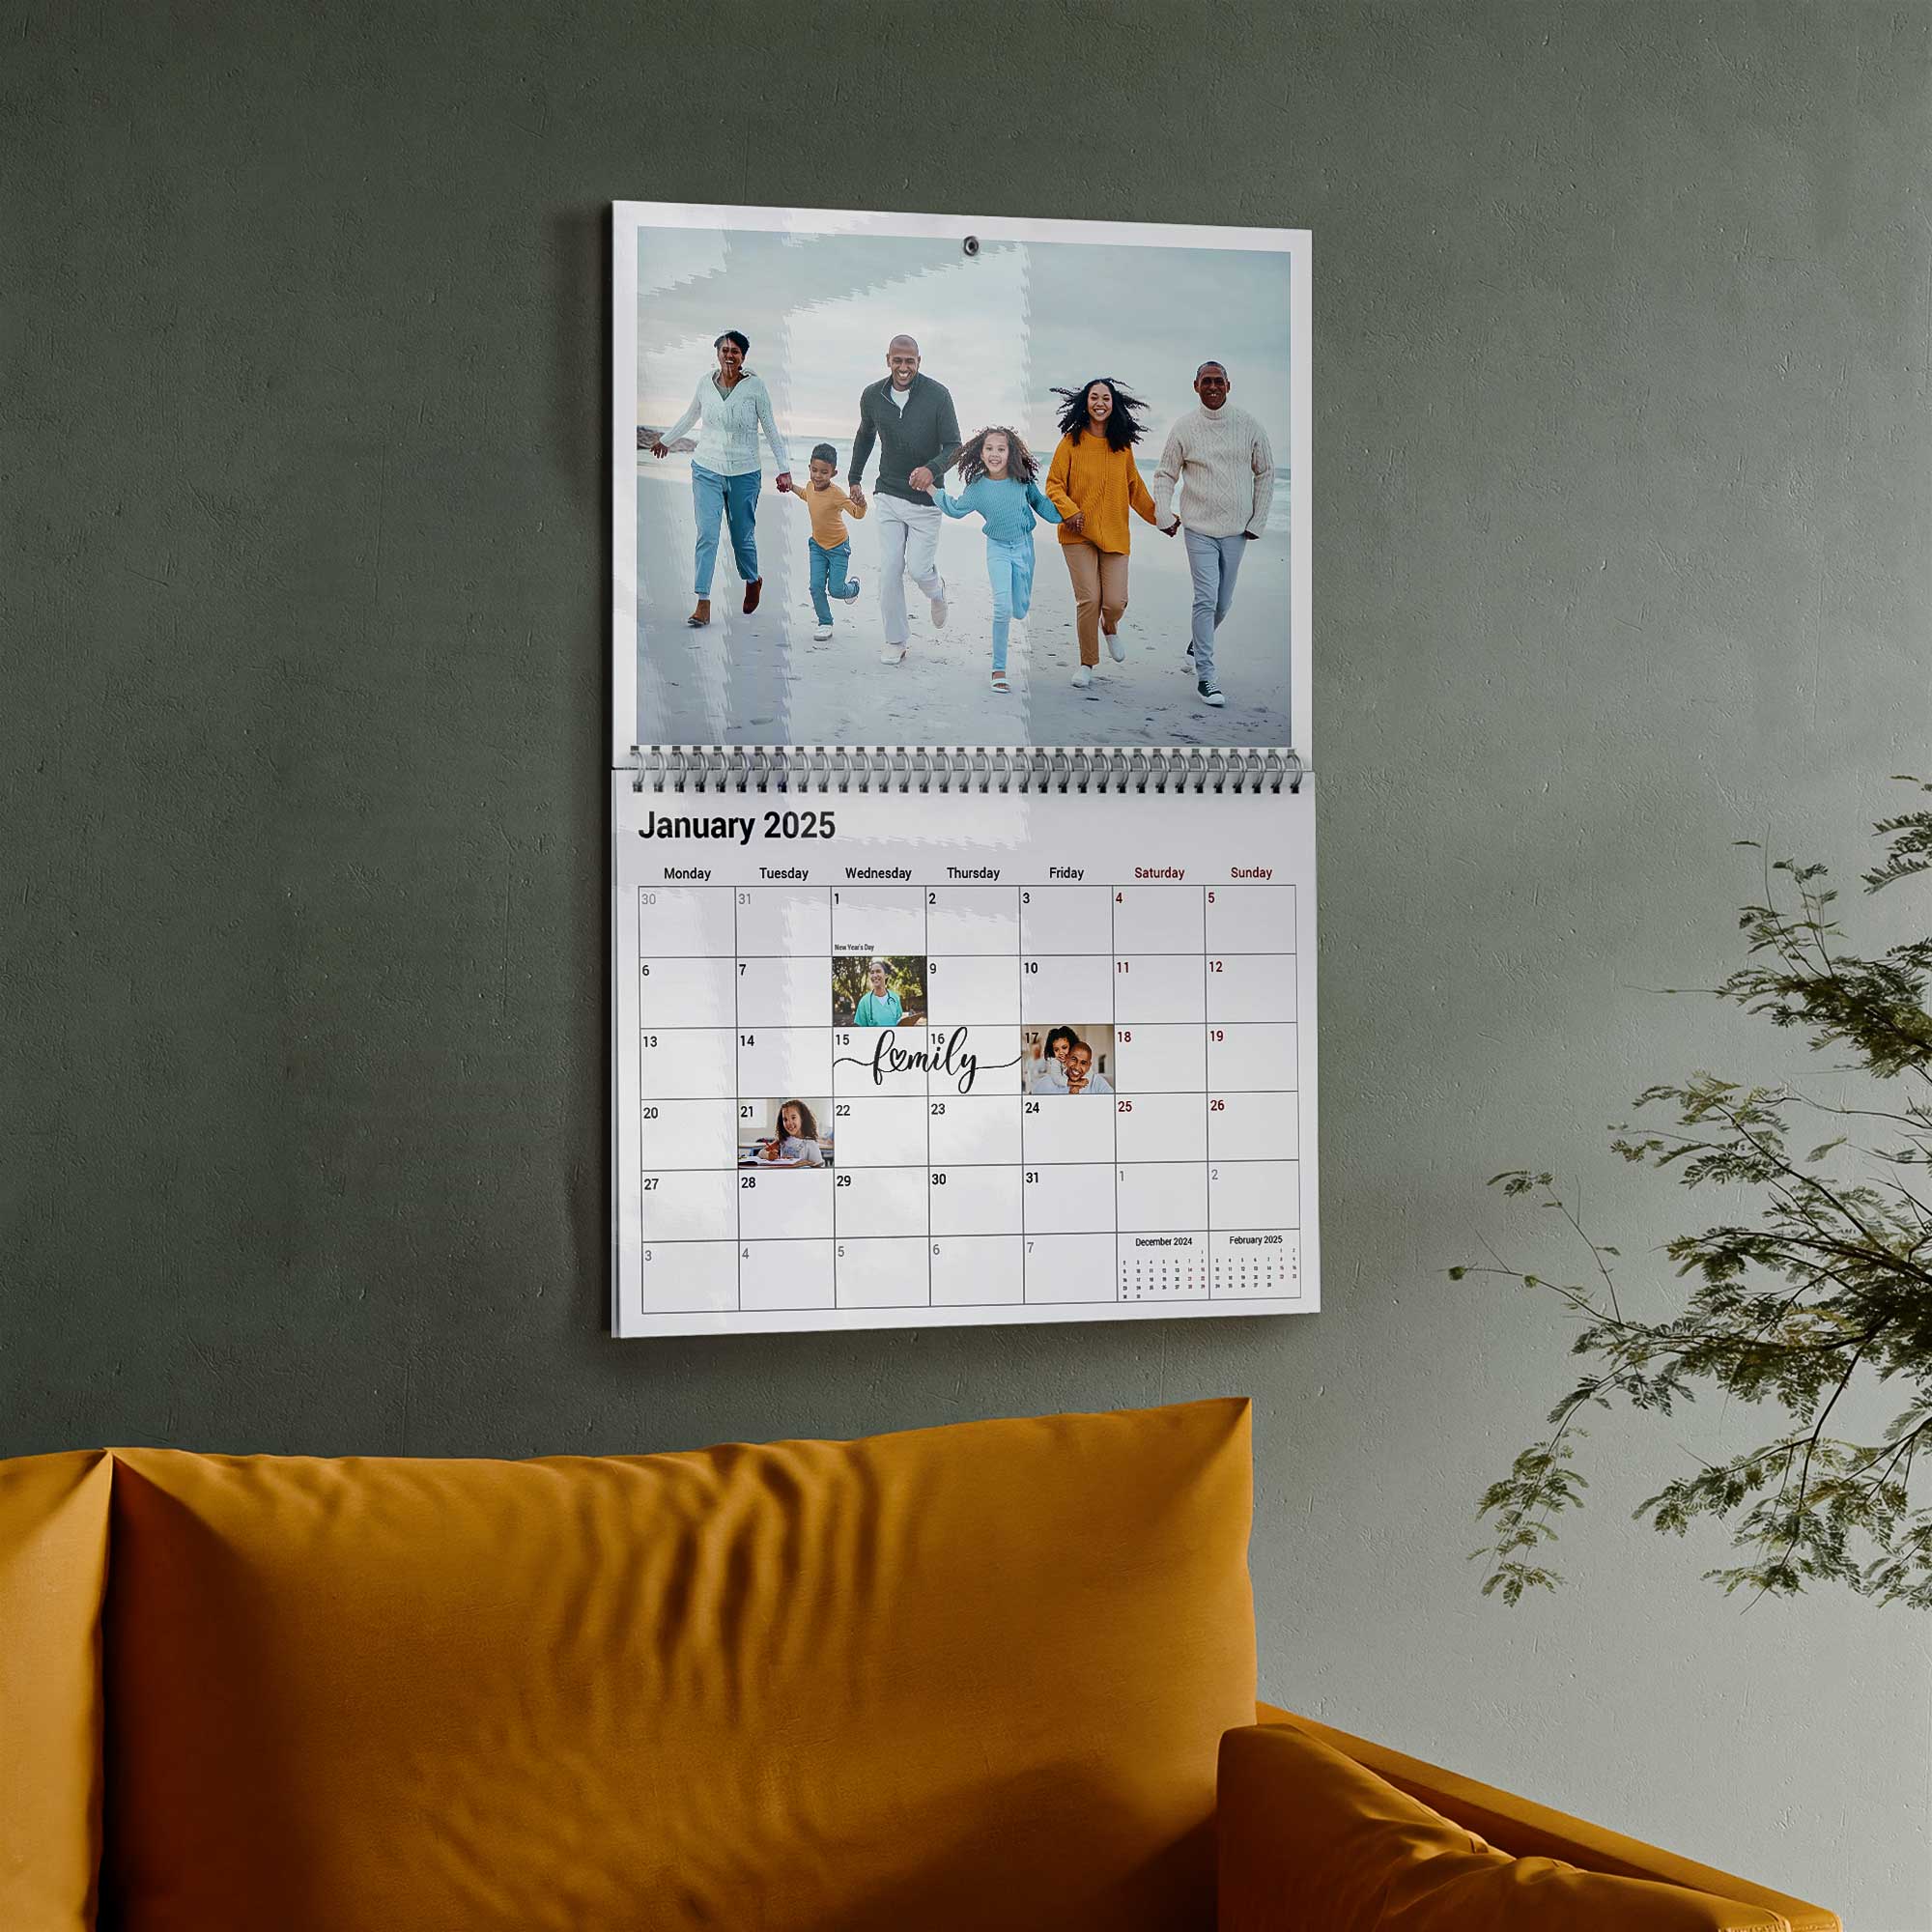 January 2025
Monday Tuesday Wednesday Thursday Friday Saturday Sunday
30 31 1 2 3 4 5
New Year's Day
6 7 9 10 11 12
13 14 15 16 17 18 19
family
20 21 22 23 24 25 26
27 28 29 30 31 1 2
3 4 5 6 7
December 2024 February 2025